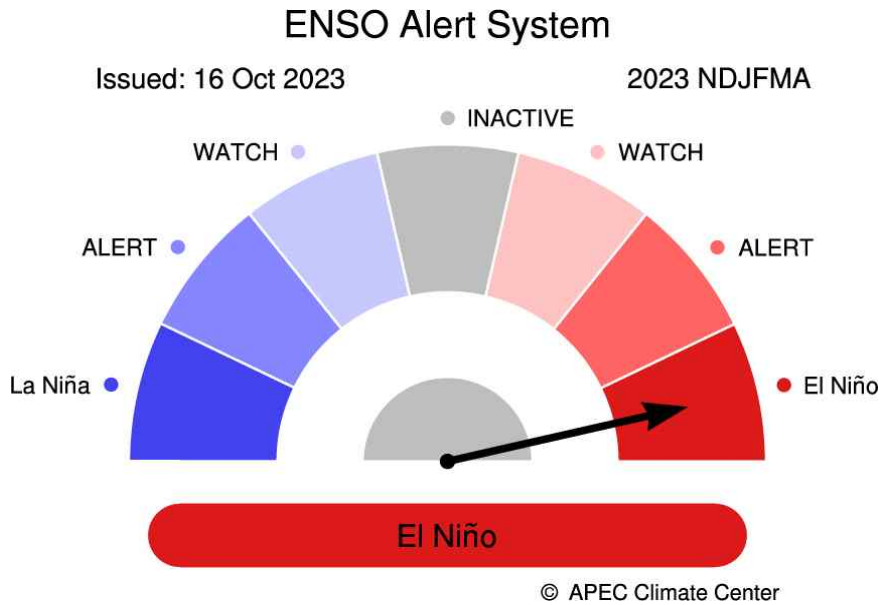 ENSO Alert System
Issued: 16 Oct 2023
2023 NDJFMA
INACTIVE
WATCH
WATCH
ALERT
ALERT
La Niña
El Niño
El Niño
© APEC Climate Center